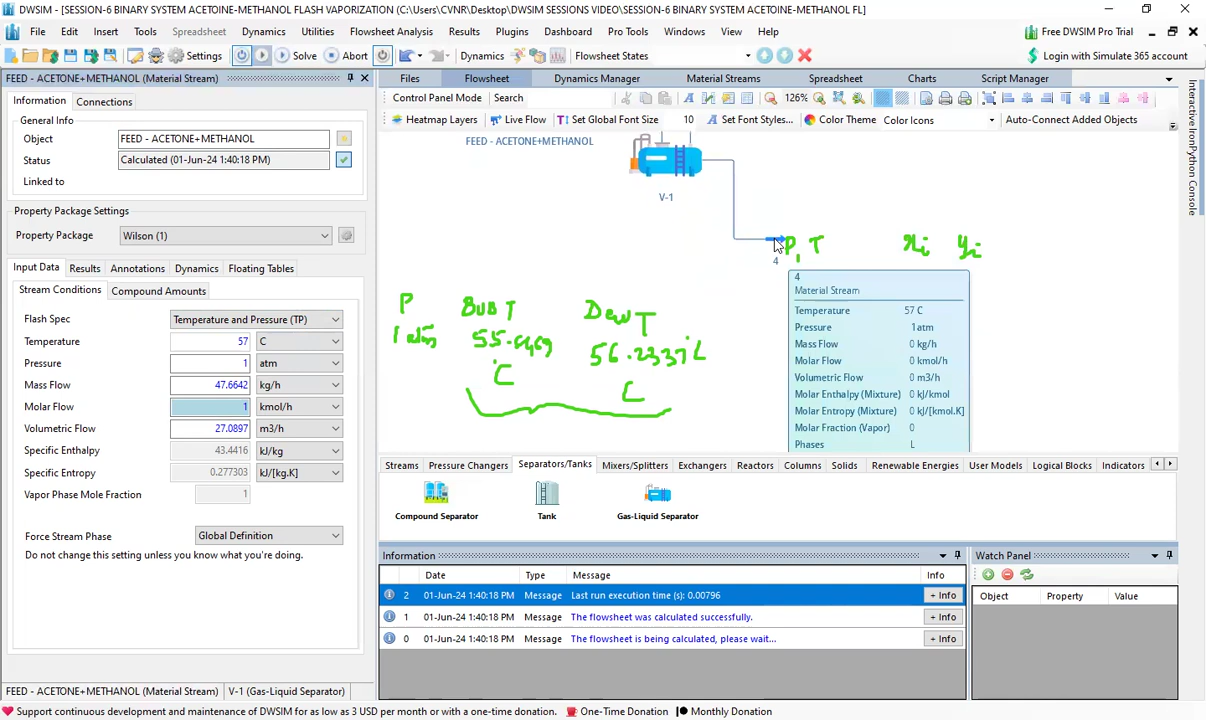 DWSIM - [SESSION-6 BINARY SYSTEM ACETOINE-METHANOL FLASH VAPORIZATION (C:\Users\CVNR\Desktop\DWSIM SESSIONS VIDEO\SESSION-6 BINARY SYSTEM ACETOINE-METHANOL FL]
File Edit Insert Tools Spreadsheet Dynamics Utilities Flowsheet Analysis Results Plugins Dashboard Pro Tools Windows View Help Free DWSIM Pro Trial
Settings Solve Abort Dynamics Flowsheet States Login with Simulate 365 account
FEED - ACETONE+METHANOL (Material Stream)
Information Connections
General Info
Object FEED - ACETONE+METHANOL
Status Calculated (01-Jun-24 1:40:18 PM)
Linked to
Property Package Settings
Property Package Wilson (1)
Input Data Results Annotations Dynamics Floating Tables
Stream Conditions Compound Amounts
Flash Spec Temperature and Pressure (TP)
Temperature 57 C
Pressure 1 atm
Mass Flow 47.6642 kg/h
Molar Flow 1 kmol/h
Volumetric Flow 27.0897 m3/h
Specific Enthalpy 43.4416 kJ/kg
Specific Entropy 0.277303 kJ/[kg.K]
Vapor Phase Mole Fraction 1
Force Stream Phase Global Definition
Do not change this setting unless you know what you're doing.
FEED - ACETONE+METHANOL (Material Stream) V-1 (Gas-Liquid Separator)
Files Flowsheet Dynamics Manager Material Streams Spreadsheet Charts Script Manager
Control Panel Mode Search 126%
Heatmap Layers Live Flow Set Global Font Size 10 Set Font Styles... Color Theme Color Icons Auto-Connect Added Objects
FEED - ACETONE+METHANOL
V-1
4
P, T xi yi
P BUB T Dew T
1 atm 56.2337
C C
4
Material Stream
Temperature 57 C
Pressure 1 atm
Mass Flow 0 kg/h
Molar Flow 0 kmol/h
Volumetric Flow 0 m3/h
Molar Enthalpy (Mixture) 0 kJ/kmol
Molar Entropy (Mixture) 0 kJ/[kmol.K]
Molar Fraction (Vapor) 0
Phases L
Streams Pressure Changers Separators/Tanks Mixers/Splitters Exchangers Reactors Columns Solids Renewable Energies User Models Logical Blocks Indicators
Compound Separator Tank Gas-Liquid Separator
Information
Date Type Message Info
2 01-Jun-24 1:40:18 PM Message Last run execution time (s): 0.00796 + Info
1 01-Jun-24 1:40:18 PM Message The flowsheet was calculated successfully. + Info
0 01-Jun-24 1:40:18 PM Message The flowsheet is being calculated, please wait... + Info
Watch Panel
Object Property Value
Interactive IronPython Console
Support continuous development and maintenance of DWSIM for as low as 3 USD per month or with a one-time donation. One-Time Donation Monthly Donation